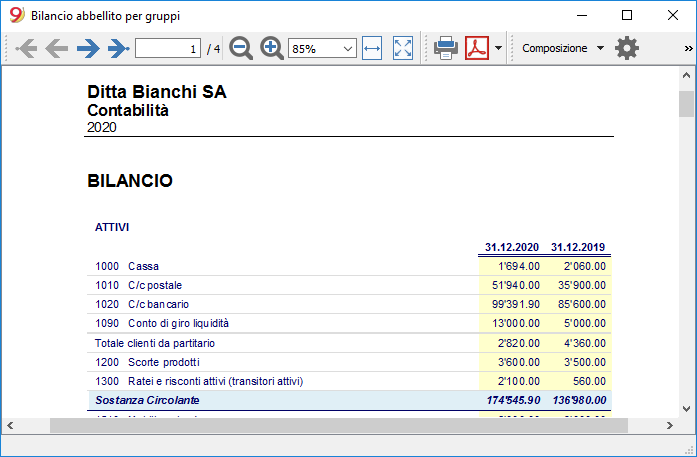 Bilancio abbellito per gruppi
1 / 4 85% Composizione »
Ditta Bianchi SA
Contabilità
2020
BILANCIO
ATTIVI
31.12.2020 31.12.2019
1000 Cassa 1'694.00 2'060.00
1010 C/c postale 51'940.00 35'900.00
1020 C/c bancario 99'391.90 85'600.00
1090 Conto di giro liquidità 13'000.00 5'000.00
Totale clienti da partitario 2'820.00 4'360.00
1200 Scorte prodotti 3'600.00 3'500.00
1300 Ratei e risconti attivi (transitori attivi) 2'100.00 560.00
Sostanza Circolante 174'545.90 136'980.00